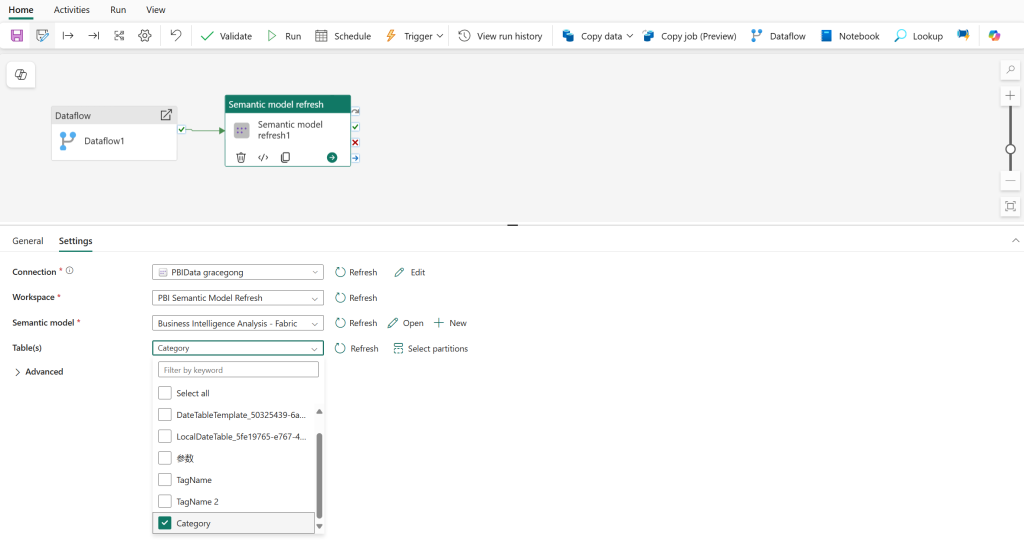 Home Activities Run View
Validate Run Schedule Trigger View run history Copy data Copy job (Preview) Dataflow Notebook Lookup
Dataflow
Dataflow1
Semantic model refresh
Semantic model
refresh1
General Settings
Connection * PBIData gracegong Refresh Edit
Workspace * PBI Semantic Model Refresh Refresh
Semantic model * Business Intelligence Analysis - Fabric Refresh Open New
Table(s) Category Refresh Select partitions
Advanced
Filter by keyword
Select all
DateTableTemplate_50325439-6a...
LocalDateTable_5fe19765-e767-4...
参数
TagName
TagName 2
Category